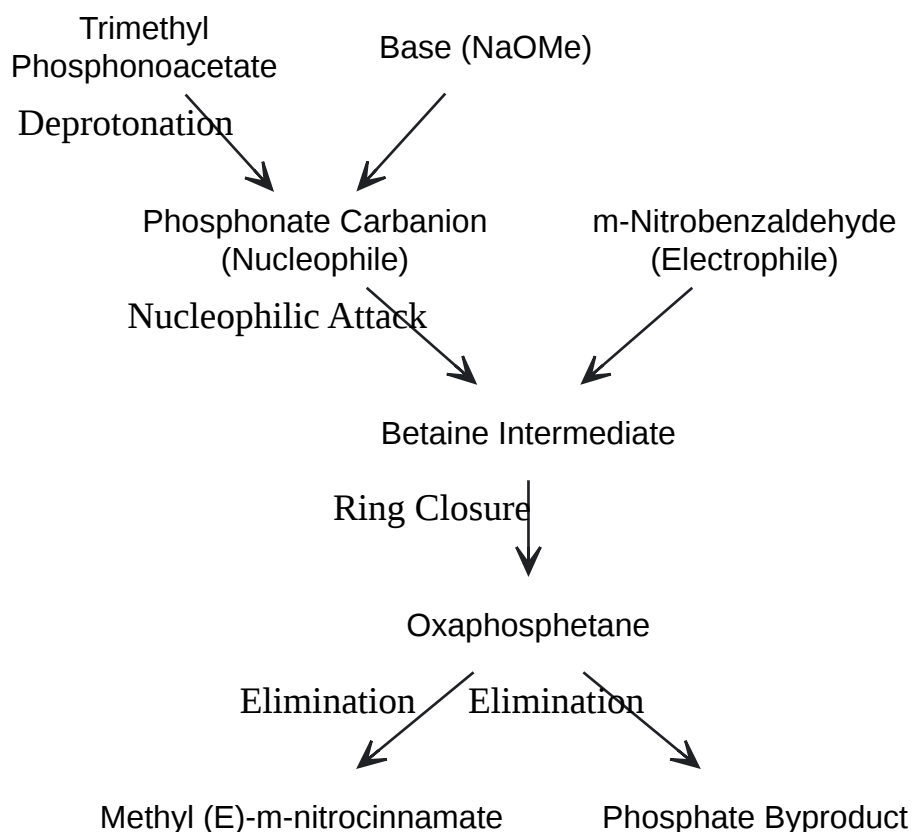 Trimethyl
Phosphonoacetate
Base (NaOMe)
Deprotonation
Phosphonate Carbanion
(Nucleophile)
m-Nitrobenzaldehyde
(Electrophile)
Nucleophilic Attack
Betaine Intermediate
Ring Closure
Oxaphosphetane
Elimination
Elimination
Methyl (E)-m-nitrocinnamate
Phosphate Byproduct